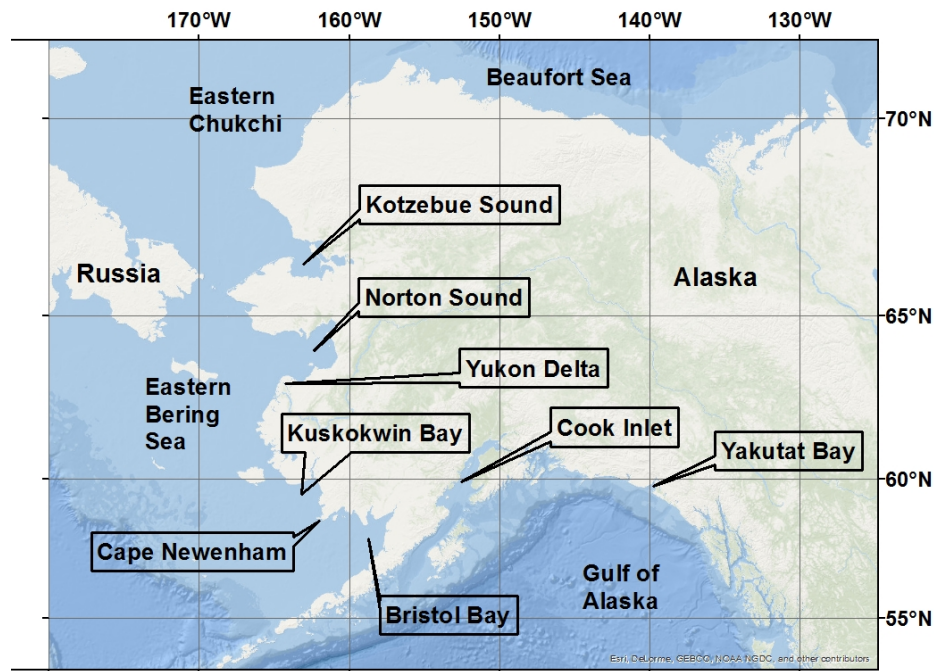 170°W 160°W 150°W 140°W 130°W
Beaufort Sea
Eastern
Chukchi
70°N
Kotzebue Sound
Russia
Alaska
Norton Sound
65°N
Yukon Delta
Eastern
Bering
Sea
Kuskokwin Bay
Cook Inlet
Yakutat Bay
60°N
Cape Newenham
Gulf of
Alaska
Bristol Bay
55°N
Esri, DeLorme, GEBCO, NOAA NGDC, and other contributors